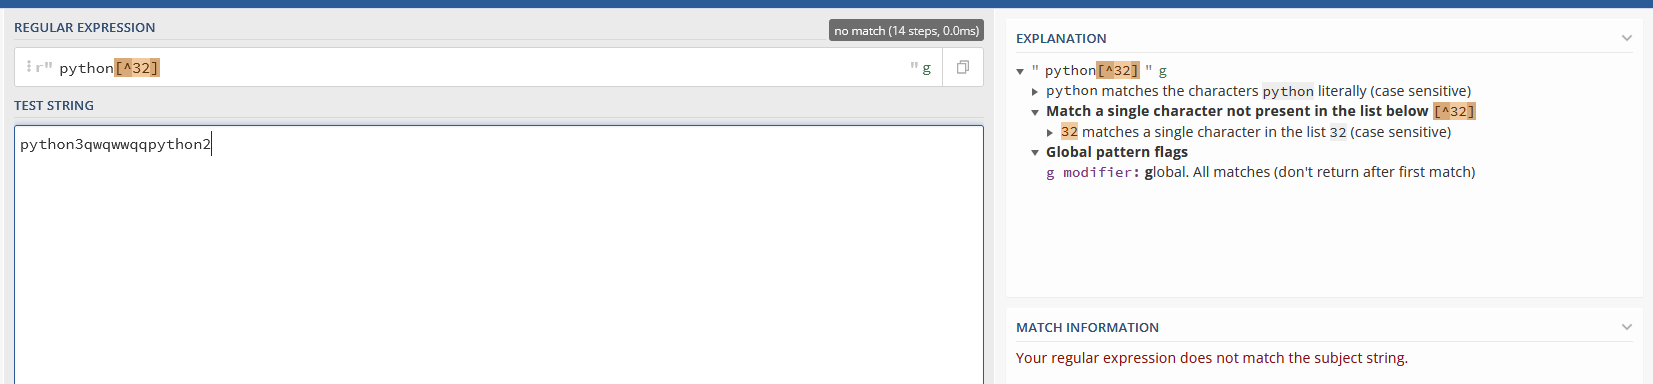 REGULAR EXPRESSION
no match (14 steps, 0.0ms)
r" python[^32] " g
TEST STRING
python3qwqwwqqpython2
EXPLANATION
" python[^32] " g
python matches the characters python literally (case sensitive)
Match a single character not present in the list below [^32]
32 matches a single character in the list 32 (case sensitive)
Global pattern flags
g modifier: global. All matches (don't return after first match)
MATCH INFORMATION
Your regular expression does not match the subject string.